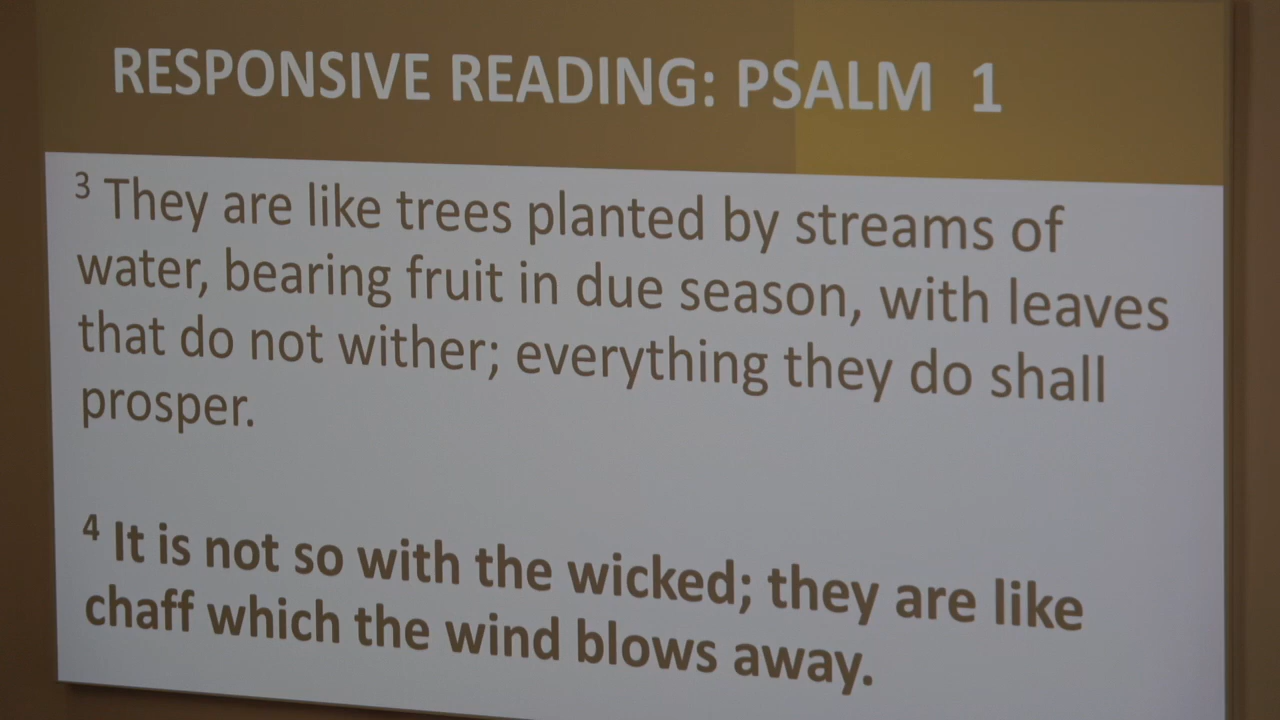 RESPONSIVE READING: PSALM 1
3 They are like trees planted by streams of
water, bearing fruit in due season, with leaves
that do not wither; everything they do shall
prosper.
4 It is not so with the wicked; they are like
chaff which the wind blows away.